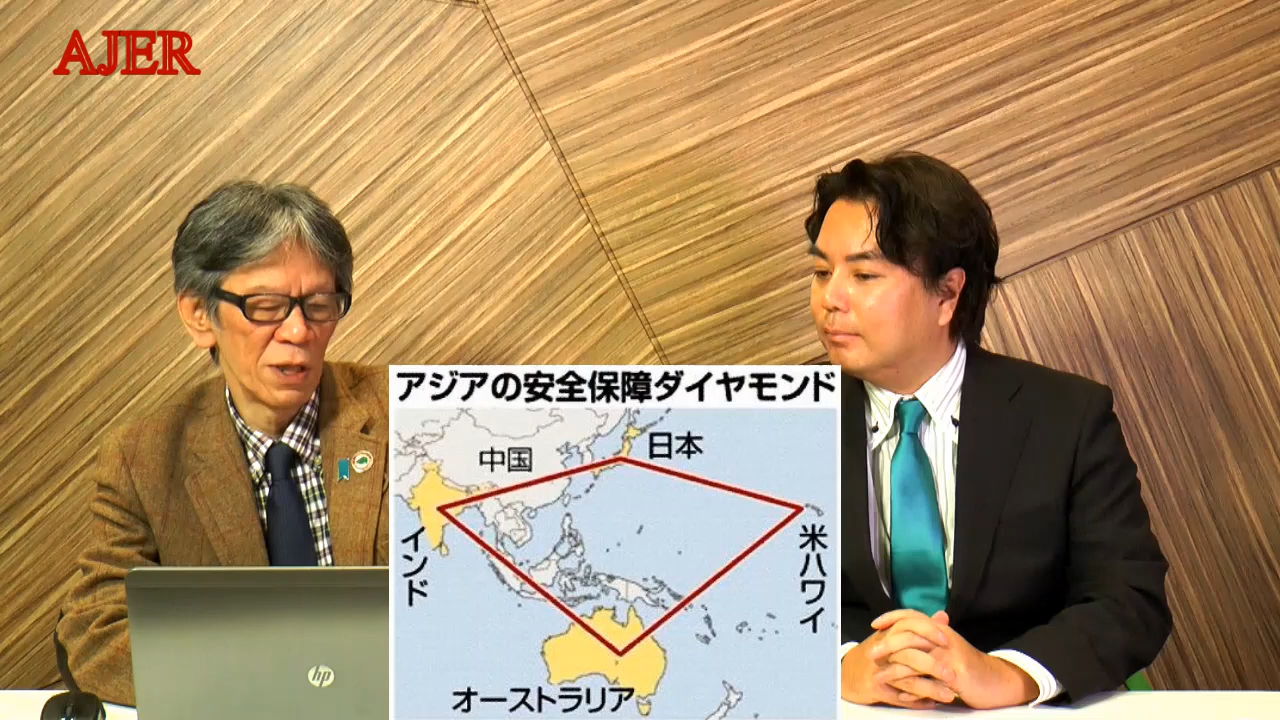 AJER
アジアの安全保障ダイヤモンド
日本
中国
インド
米ハワイ
オーストラリア
hp